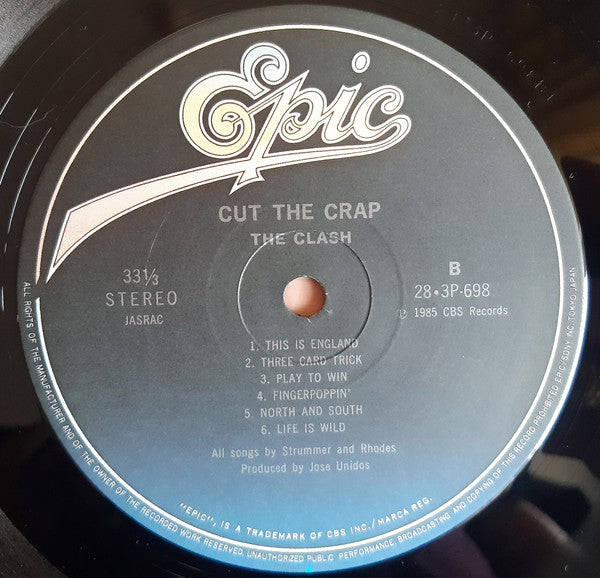 Epic
CUT THE CRAP
THE CLASH
33⅓
STEREO
JASRAC
B
28・3P-698
℗ 1985 CBS Records
1. THIS IS ENGLAND
2. THREE CARD TRICK
3. PLAY TO WIN
4. FINGERPOPPIN'
5. NORTH AND SOUTH
6. LIFE IS WILD
All songs by Strummer and Rhodes
Produced by Jose Unidos
"EPIC", IS A TRADEMARK OF CBS INC./MARCA REG.
ALL RIGHTS OF THE MANUFACTURER AND OF THE OWNER OF THE RECORDED WORK RESERVED, UNAUTHORIZED PUBLIC PERFORMANCE, BROADCASTING AND COPYING OF THIS RECORD PROHIBITED EPIC/SONY INC. TOKYO JAPAN